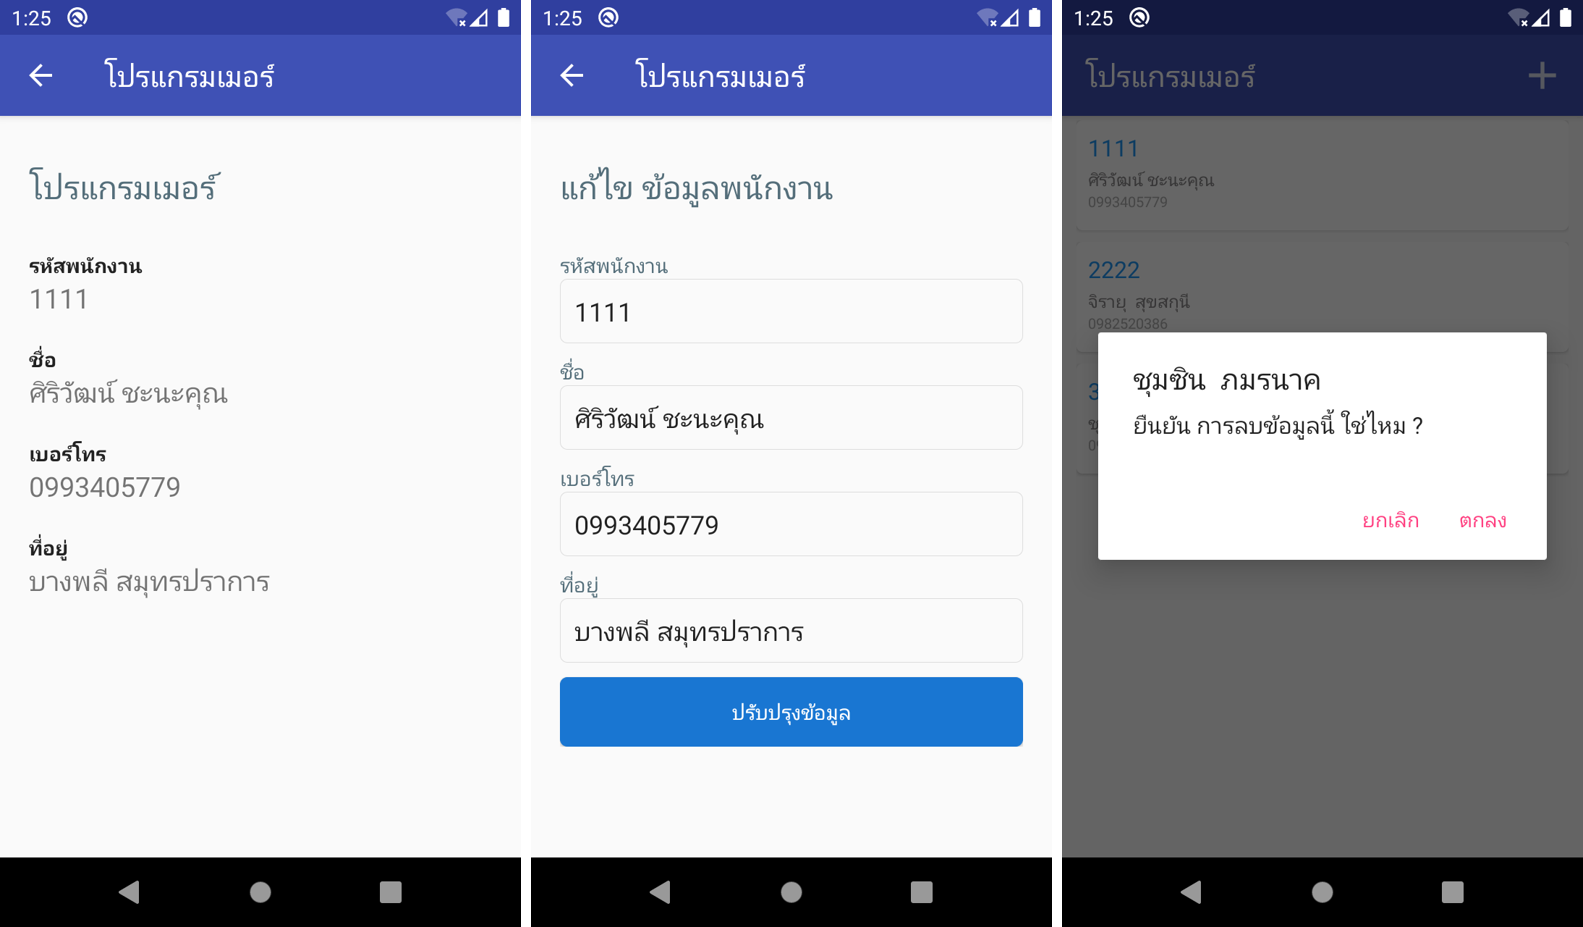 1:25
โปรแกรมเมอร์
โปรแกรมเมอร์
รหัสพนักงาน
1111
ชื่อ
ศิริวัฒน์ ชะนะคุณ
เบอร์โทร
0993405779
ที่อยู่
บางพลี สมุทรปราการ
1:25
โปรแกรมเมอร์
แก้ไข ข้อมูลพนักงาน
รหัสพนักงาน
1111
ชื่อ
ศิริวัฒน์ ชะนะคุณ
เบอร์โทร
0993405779
ที่อยู่
บางพลี สมุทรปราการ
ปรับปรุงข้อมูล
1:25
โปรแกรมเมอร์
1111
ศิริวัฒน์ ชะนะคุณ
0993405779
2222
จิรายุ สุขสกุนี
0982520386
ชุมซิน ภมรนาค
ยืนยัน การลบข้อมูลนี้ ใช่ไหม ?
ยกเลิก ตกลง